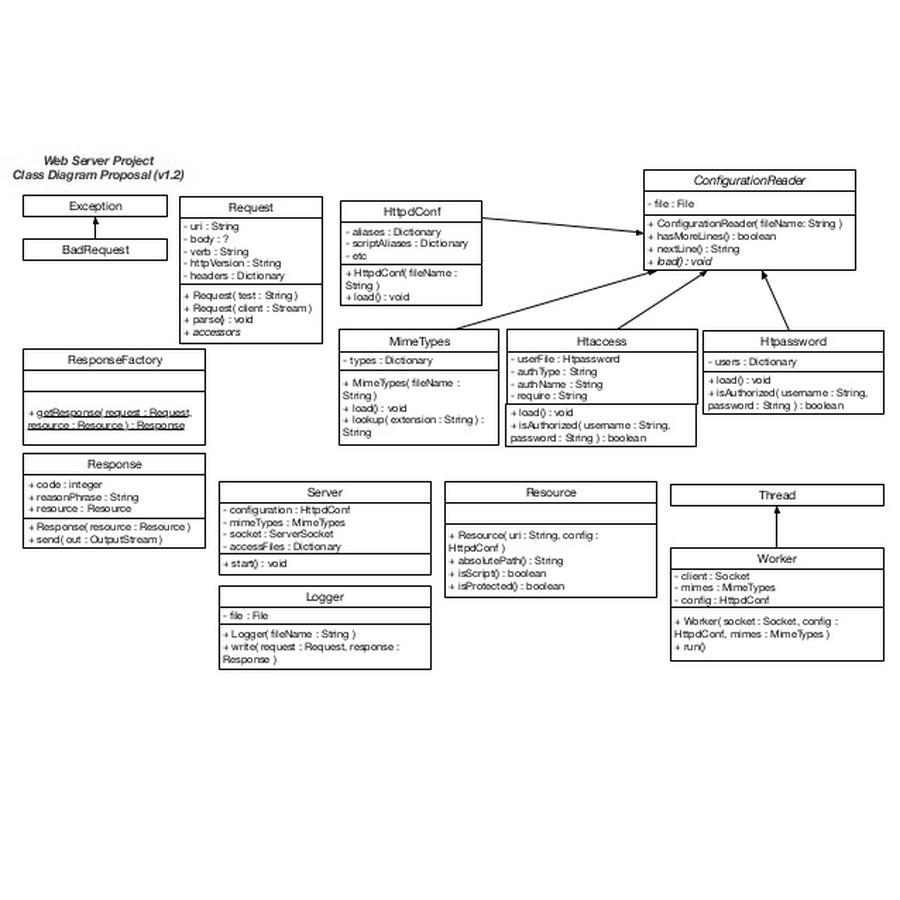 Web Server Project
Class Diagram Proposal (v1.2)
Exception
BadRequest
Request
- uri : String
- body : ?
- verb : String
- httpVersion : String
- headers : Dictionary
+ Request( test : String )
+ Request( client : Stream )
+ parse() : void
+ accessors
HttpdConf
- aliases : Dictionary
- scriptAliases : Dictionary
- etc
+ HttpdConf( fileName :
String )
+ load() : void
ConfigurationReader
- file : File
+ ConfigurationReader( fileName: String )
+ hasMoreLines() : boolean
+ nextLine() : String
+ load() : void
MimeTypes
- types : Dictionary
+ MimeTypes( fileName :
String )
+ load() : void
+ lookup( extension : String ) :
String
Htaccess
- userFile : Htpassword
- authType : String
- authName : String
- require : String
+ load() : void
+ isAuthorized( username : String,
password : String ) : boolean
Htpassword
- users : Dictionary
+ load() : void
+ isAuthorized( username : String,
password : String ) : boolean
ResponseFactory
+ getResponse( request : Request,
resource : Resource ) : Response
Response
+ code : integer
+ reasonPhrase : String
+ resource : Resource
+ Response( resource : Resource )
+ send( out : OutputStream )
Server
- configuration : HttpdConf
- mimeTypes : MimeTypes
- socket : ServerSocket
- accessFiles : Dictionary
+ start() : void
Logger
- file : File
+ Logger( fileName : String )
+ write( request : Request, response :
Response )
Resource
+ Resource( uri : String, config :
HttpdConf )
+ absolutePath() : String
+ isScript() : boolean
+ isProtected() : boolean
Thread
Worker
- client : Socket
- mimes : MimeTypes
- config : HttpdConf
+ Worker( socket : Socket, config :
HttpdConf, mimes : MimeTypes )
+ run()